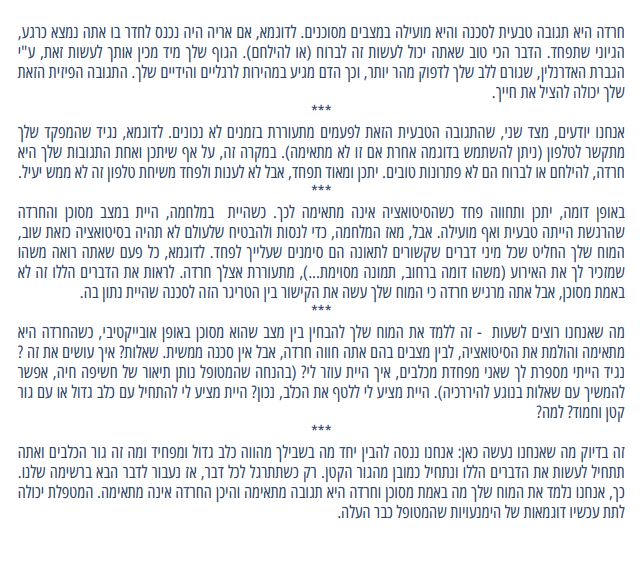 חרדה היא תגובה טבעית לסכנה והיא מועילה במצבים מסוכנים. לדוגמא, אם אריה היה נכנס לחדר בו אתה נמצא כרגע,
הגיוני שתפחד. הדבר הכי טוב שאתה יכול לעשות זה לברוח (או להילחם). הגוף שלך מיד מכין אותך לעשות זאת, ע"י
הגברת האדרנלין, שגורם ללב שלך לדפוק מהר יותר, וכך הדם מגיע במהירות לרגליים והידיים שלך. התגובה הפיזית הזאת
שלך יכולה להציל את חייך.
***
אנחנו יודעים, מצד שני, שהתגובה הטבעית הזאת לפעמים מתעוררת בזמנים לא נכונים. לדוגמא, נגיד שהמפקד שלך
מתקשר לטלפון (ניתן להשתמש בדוגמה אחרת אם זו לא מתאימה). במקרה זה, על אף שיתכן ואחת התגובות שלך היא
חרדה, להילחם או לברוח הם לא פתרונות טובים. יתכן ומאוד תפחד, אבל לא לענות ולפחד משיחת טלפון זה לא ממש יעיל.
***
באופן דומה, יתכן ותחווה פחד כשהסיטואציה אינה מתאימה לכך. כשהיית  במלחמה, היית במצב מסוכן והחרדה
שהרגשת הייתה טבעית ואף מועילה. אבל, מאז המלחמה, כדי לנסות ולהבטיח שלעולם לא תהיה בסיטואציה כזאת שוב,
המוח שלך החליט שכל מיני דברים שקשורים לתאונה הם סימנים שעלייך לפחד. לדוגמא, כל פעם שאתה רואה משהו
שמזכיר לך את האירוע (משהו דומה ברחוב, תמונה מסוימת...), מתעוררת אצלך חרדה. לראות את הדברים הללו זה לא
באמת מסוכן, אבל אתה מרגיש חרדה כי המוח שלך עשה את הקישור בין הטריגר הזה לסכנה שהיית נתון בה.
***
מה שאנחנו רוצים לשעות  - זה ללמד את המוח שלך להבחין בין מצב שהוא מסוכן באופן אובייקטיבי, כשהחרדה היא
מתאימה והולמת את הסיטואציה, לבין מצבים בהם אתה חווה חרדה, אבל אין סכנה ממשית. שאלות? איך עושים את זה ?
נגיד הייתי מספרת לך שאני מפחדת מכלבים, איך היית עוזר לי? (בהנחה שהמטופל נותן תיאור של חשיפה חיה, אפשר
להמשיך עם שאלות בנוגע להיררכיה). היית מציע לי ללטף את הכלב, נכון? היית מציע לי להתחיל עם כלב גדול או עם גור
קטן וחמוד? למה?
***
זה בדיוק מה שאנחנו נעשה כאן: אנחנו ננסה להבין יחד מה בשבילך מהווה כלב גדול ומפחיד ומה זה גור הכלבים ואתה
תתחיל לעשות את הדברים הללו ונתחיל כמובן מהגור הקטן. רק כשתתרגל לכל דבר, אז נעבור לדבר הבא ברשימה שלנו.
כך, אנחנו נלמד את המוח שלך מה באמת מסוכן וחרדה היא תגובה מתאימה והיכן החרדה אינה מתאימה. המטפלת יכולה
לתת עכשיו דוגמאות של הימנעויות שהמטופל כבר העלה.